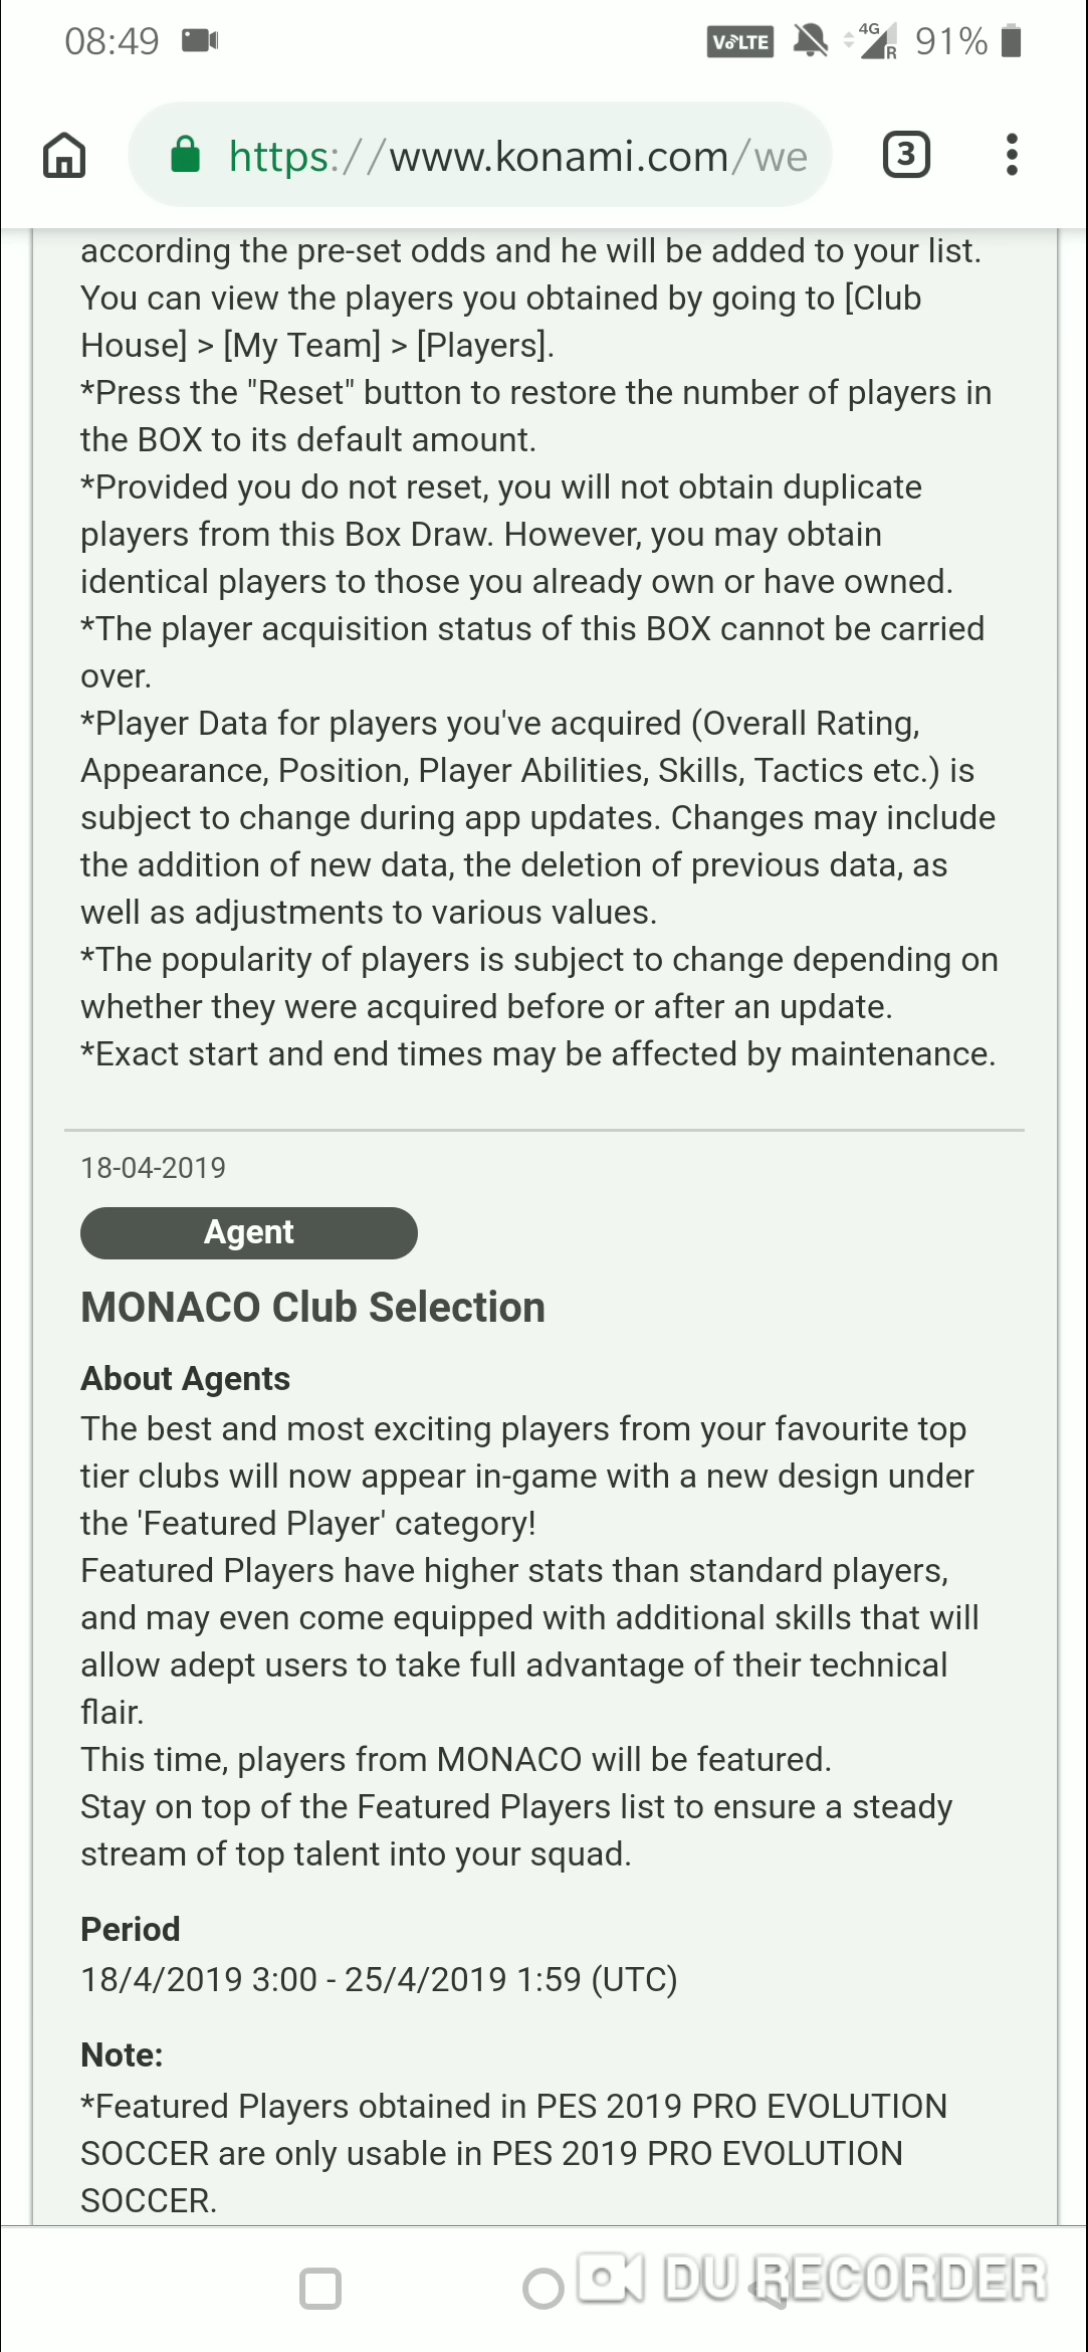 08:49
VoLTE 4G R 91%
https://www.konami.com/we
3
according the pre-set odds and he will be added to your list.
You can view the players you obtained by going to [Club
House] > [My Team] > [Players].
*Press the "Reset" button to restore the number of players in
the BOX to its default amount.
*Provided you do not reset, you will not obtain duplicate
players from this Box Draw. However, you may obtain
identical players to those you already own or have owned.
*The player acquisition status of this BOX cannot be carried
over.
*Player Data for players you've acquired (Overall Rating,
Appearance, Position, Player Abilities, Skills, Tactics etc.) is
subject to change during app updates. Changes may include
the addition of new data, the deletion of previous data, as
well as adjustments to various values.
*The popularity of players is subject to change depending on
whether they were acquired before or after an update.
*Exact start and end times may be affected by maintenance.
18-04-2019
Agent
MONACO Club Selection
About Agents
The best and most exciting players from your favourite top
tier clubs will now appear in-game with a new design under
the 'Featured Player' category!
Featured Players have higher stats than standard players,
and may even come equipped with additional skills that will
allow adept users to take full advantage of their technical
flair.
This time, players from MONACO will be featured.
Stay on top of the Featured Players list to ensure a steady
stream of top talent into your squad.
Period
18/4/2019 3:00 - 25/4/2019 1:59 (UTC)
Note:
*Featured Players obtained in PES 2019 PRO EVOLUTION
SOCCER are only usable in PES 2019 PRO EVOLUTION
SOCCER.
DU RECORDER